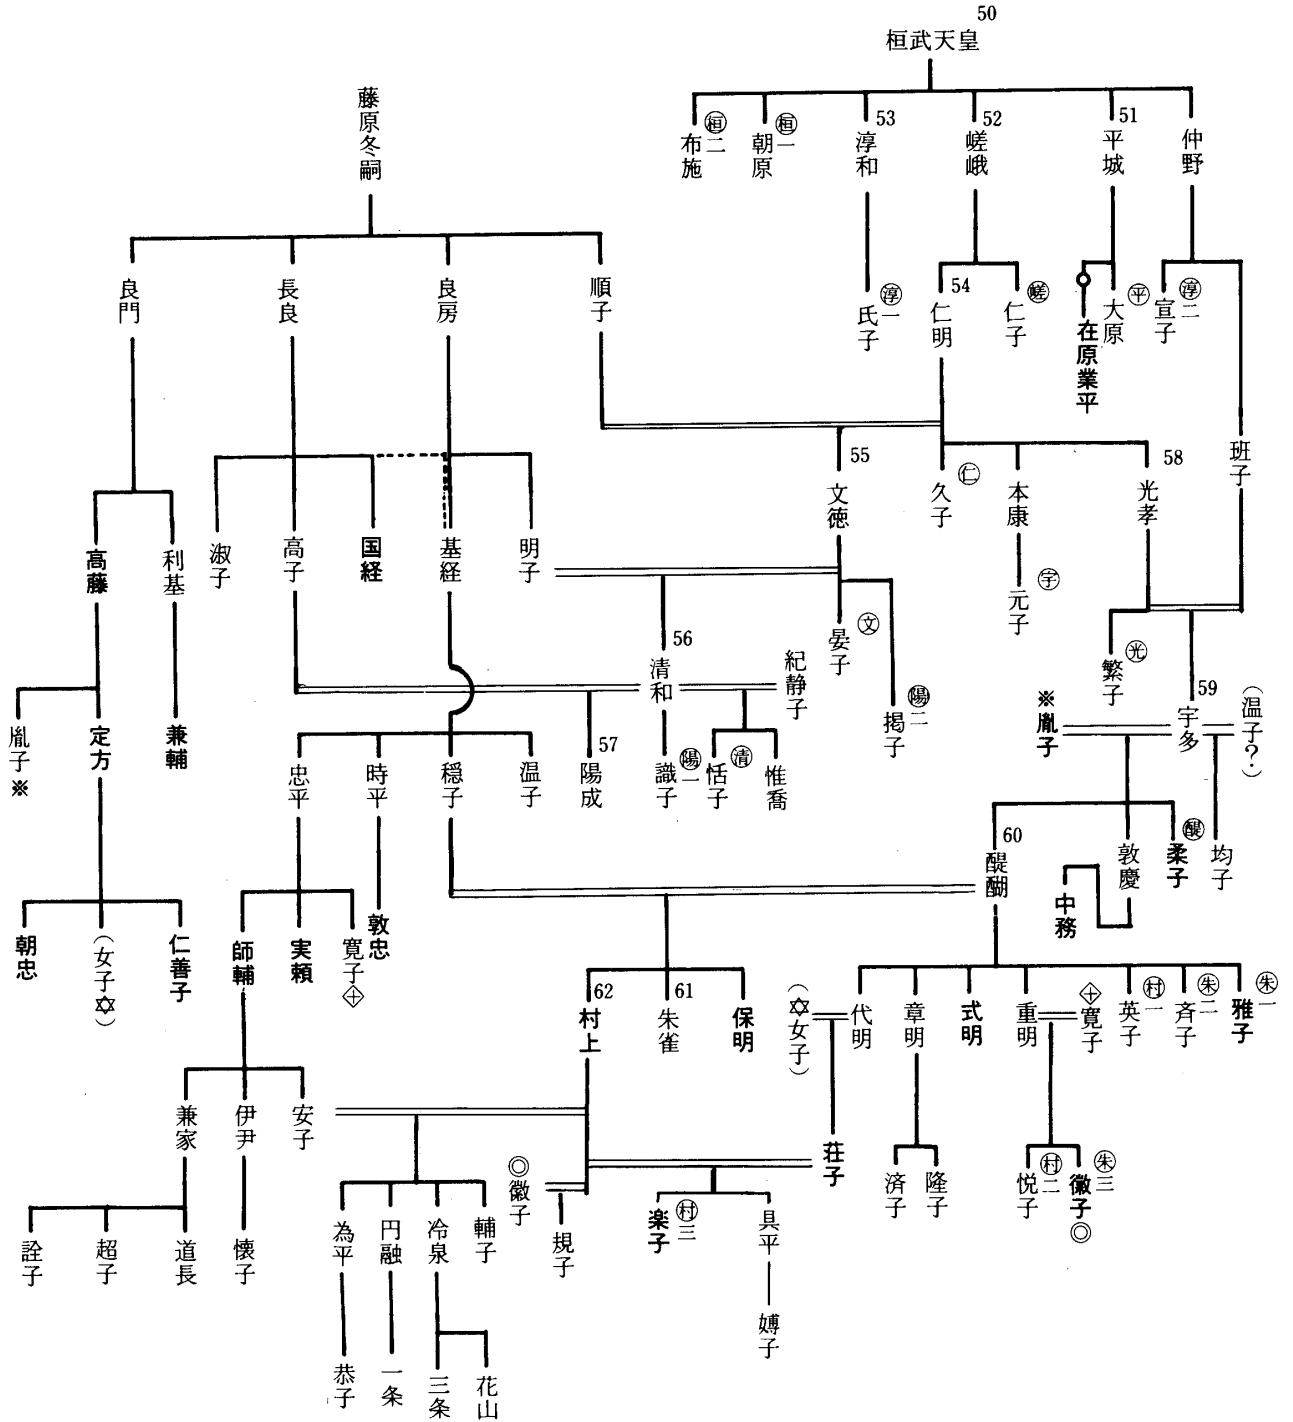 50
桓武天皇
仲野
51
平城
52
嵯峨
53
淳和
桓一
朝原
桓二
布施
藤原冬嗣
班子
淳二
宣子
平
大原
在原業平
嵯
仁子
54
仁明
淳一
氏子
順子
良房
長良
良門
58
光孝
本康
仁
久子
55
文徳
明子
基経
国経
高子
淑子
利基
高藤
宇
元子
光
繁子
文
晏子
陽二
掲子
56
清和
紀静子
59
宇多
(温子?)
※胤子
兼輔
定方
胤子※
57
陽成
陽一
識子
清
恬子
惟喬
温子
穏子
時平
忠平
均子
醍
柔子
敦慶
中務
60
醍醐
敦忠
寛子
実頼
師輔
仁善子
(女子✡)
朝忠
朱一
雅子
朱二
斉子
村一
英子
寛子
重明
式明
章明
代明
(✡女子)
保明
61
朱雀
62
村上
安子
伊尹
兼家
荘子
朱三
徽子◎
村二
悦子
隆子
済子
◎徽子
規子
村三
楽子
具平
嫥子
輔子
冷泉
円融
為平
懐子
道長
超子
詮子
花山
三条
一条
恭子